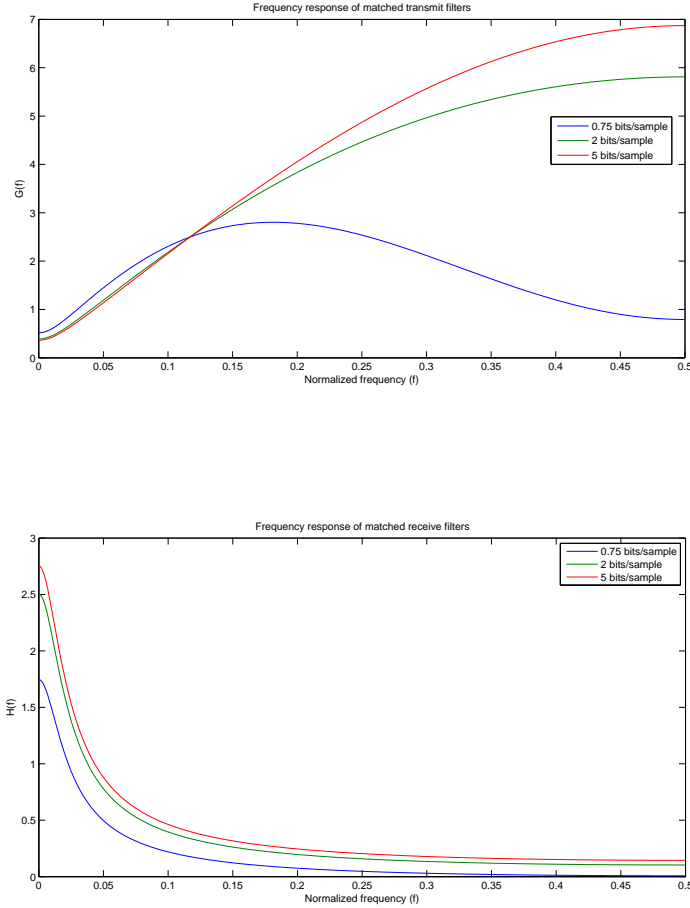 Frequency response of matched transmit filters
7
6
5
4
3
2
1
0
G(f)
0.75 bits/sample
2 bits/sample
5 bits/sample
0 0.05 0.1 0.15 0.2 0.25 0.3 0.35 0.4 0.45 0.5
Normalized frequency (f)
Frequency response of matched receive filters
3
2.5
2
1.5
1
0.5
0
H(f)
0.75 bits/sample
2 bits/sample
5 bits/sample
0 0.05 0.1 0.15 0.2 0.25 0.3 0.35 0.4 0.45 0.5
Normalized frequency (f)